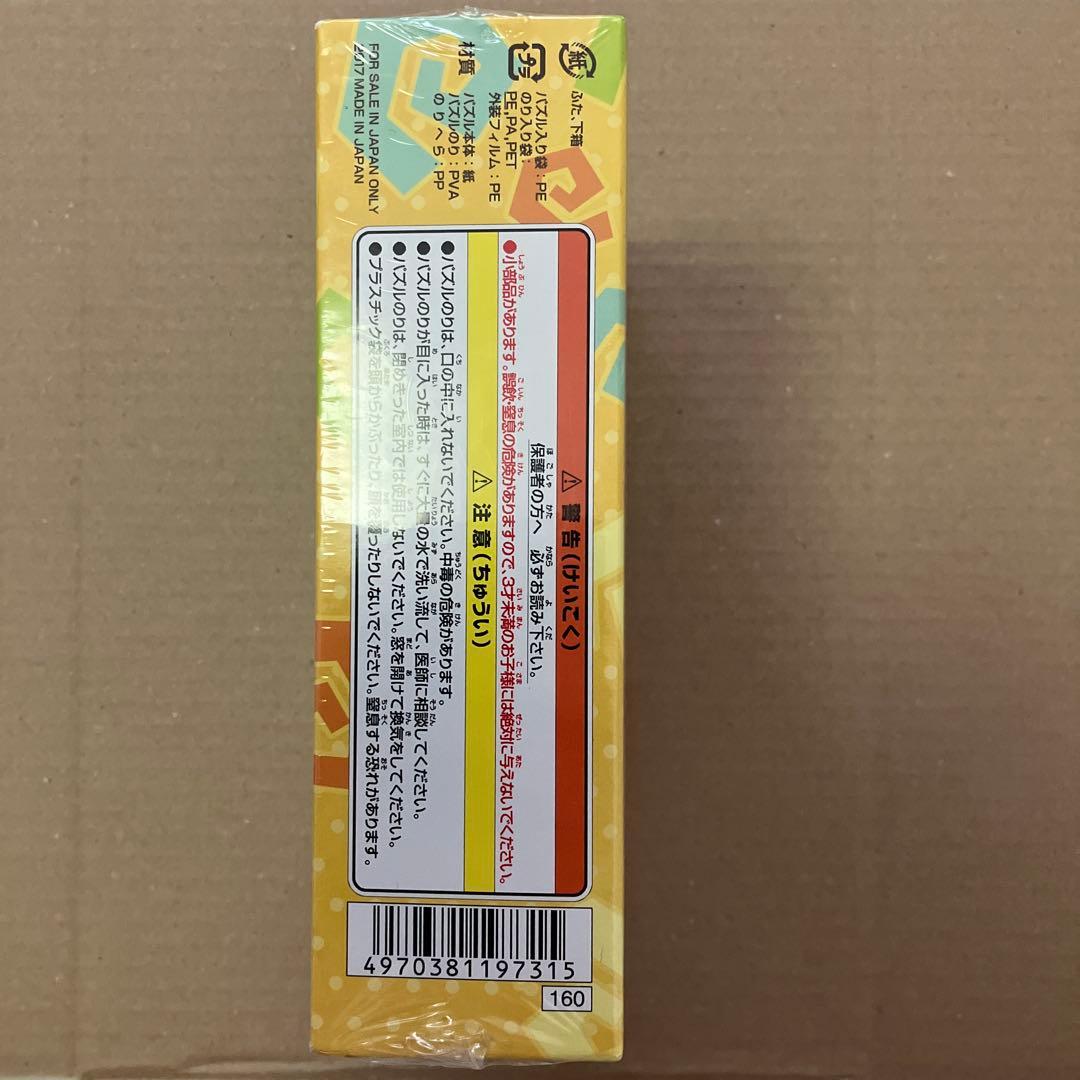 紙
ふた、下箱
プラ
パズル入り袋：PE
のり入り袋：
PE,PA,PET
外装フィルム：PE
材質
パズル本体：紙
パズルのり：PVA
のりへら：PP
FOR SALE IN JAPAN ONLY
2017 MADE IN JAPAN
⚠ 警告(けいこく)
保護者の方へ 必ずお読み下さい。
●小部品があります。誤飲・窒息の危険がありますので、3才未満のお子様には絶対に与えないでください。
⚠ 注意(ちゅうい)
●パズルのりは、口の中に入れないでください。中毒の危険があります。
●パズルのりが目に入った時は、すぐに大量の水で洗い流して、医師に相談してください。
●パズルのりは、閉めきった室内では使用しないでください。窓を開けて換気をしてください。
●プラスチック袋を頭からかぶったり、顔を覆ったりしないでください。窒息する恐れがあります。
4970381197315
160